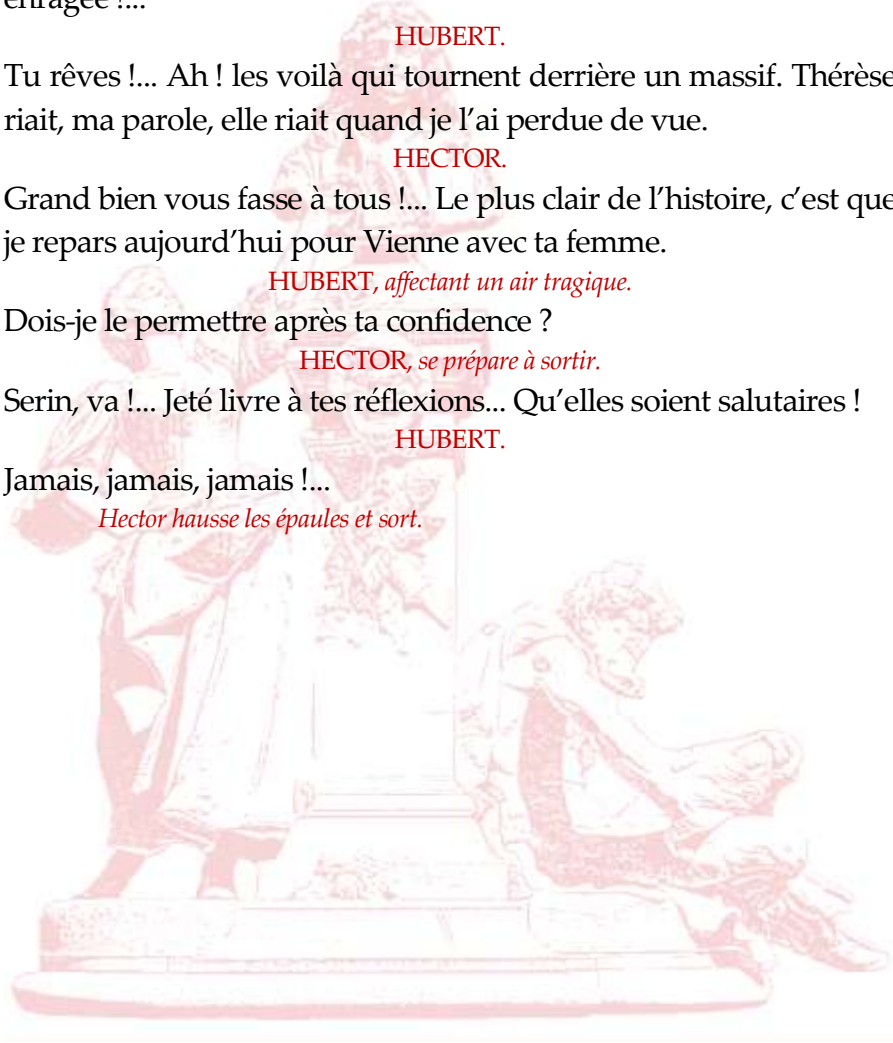 enragée !...
HUBERT.
Tu rêves !... Ah ! les voilà qui tournent derrière un massif. Thérèse
riait, ma parole, elle riait quand je l’ai perdue de vue.
HECTOR.
Grand bien vous fasse à tous !... Le plus clair de l’histoire, c’est que
je repars aujourd’hui pour Vienne avec ta femme.
HUBERT, affectant un air tragique.
Dois-je le permettre après ta confidence ?
HECTOR, se prépare à sortir.
Serin, va !... Jeté livre à tes réflexions... Qu’elles soient salutaires !
HUBERT.
Jamais, jamais, jamais !...
Hector hausse les épaules et sort.